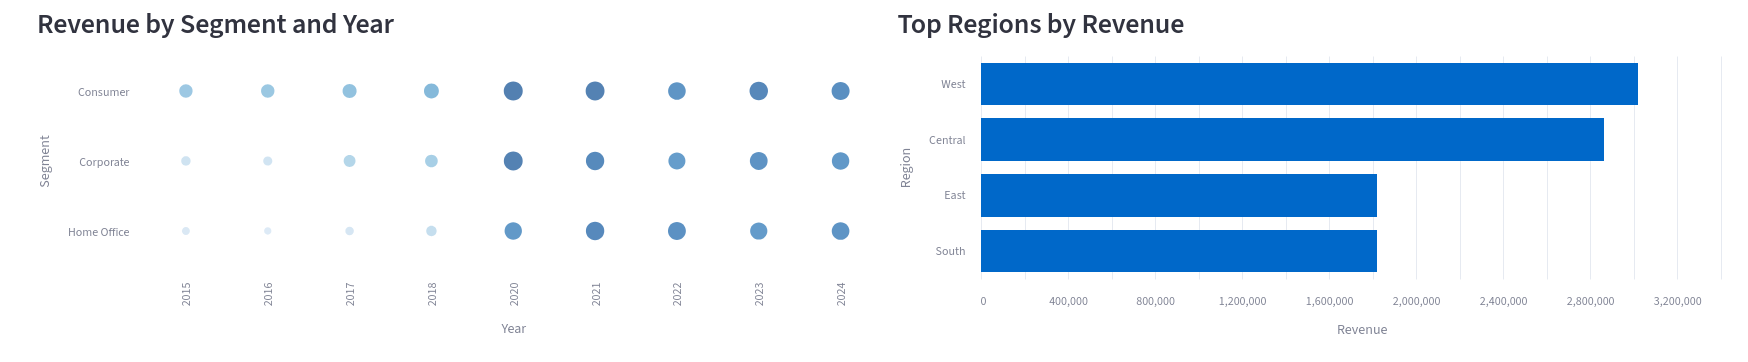 Revenue by Segment and Year
Segment
Consumer
Corporate
Home Office
2015
2016
2017
2018
2020
2021
2022
2023
2024
Year
Top Regions by Revenue
Region
West
Central
East
South
0
400,000
800,000
1,200,000
1,600,000
2,000,000
2,400,000
2,800,000
3,200,000
Revenue